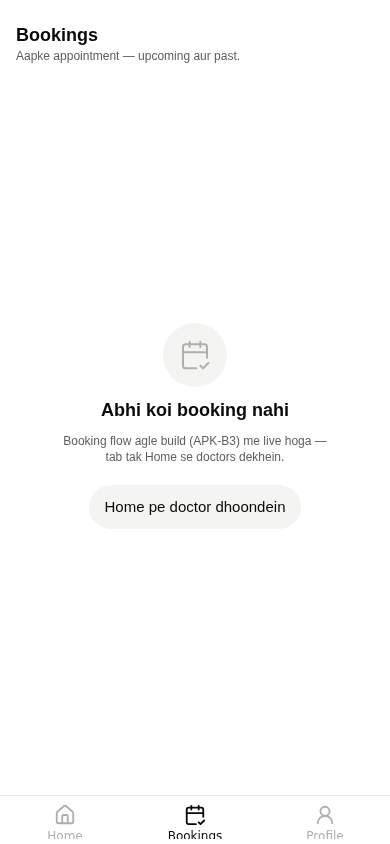 Bookings
Aapke appointment — upcoming aur past.
Abhi koi booking nahi
Booking flow agle build (APK-B3) me live hoga —
tab tak Home se doctors dekhein.
Home pe doctor dhoondein
Home
Bookings
Profile